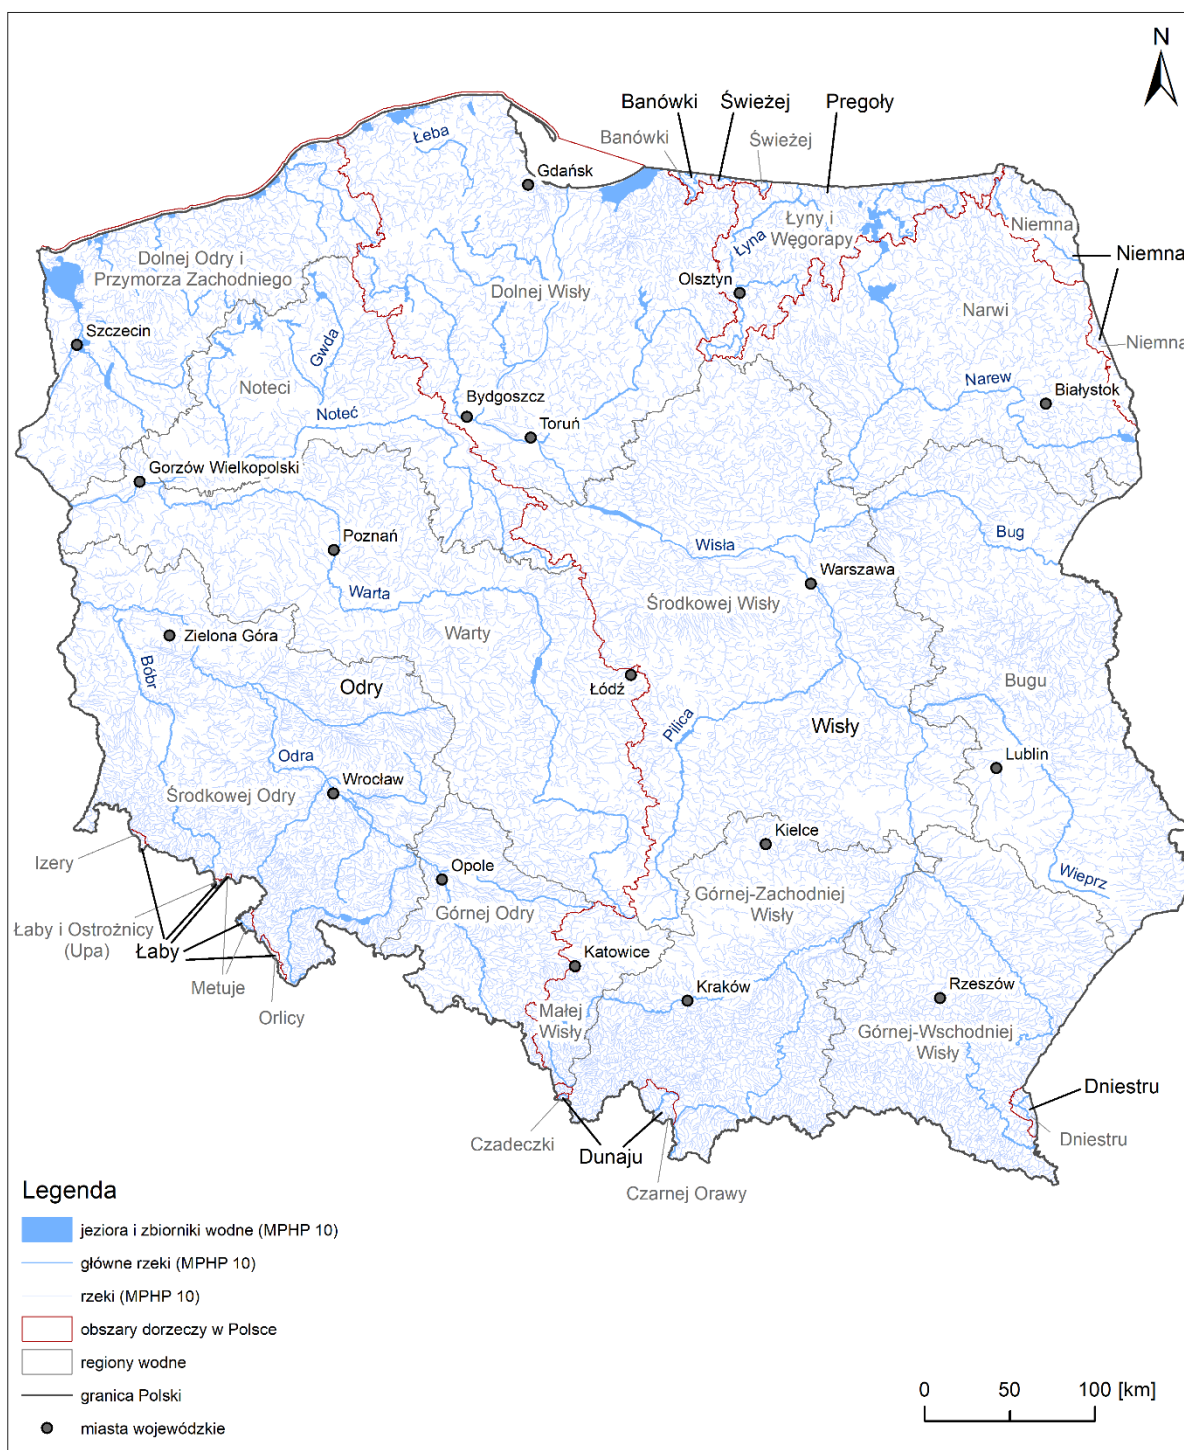 N
Banówki
Świeżej
Pregoły
Banówki
Świeżej
Łeba
Gdańsk
Łyny i
Węgorapy
Niemna
Łyna
Niemna
Dolnej Odry i
Przymorza Zachodniego
Olsztyn
Dolnej Wisły
Narwi
Szczecin
Gwda
Niemna
Noteci
Narew
Białystok
Bydgoszcz
Noteć
Toruń
Gorzów Wielkopolski
Poznań
Wisła
Bug
Warszawa
Warta
Środkowej Wisły
Zielona Góra
Warty
Bóbr
Łódź
Bugu
Odry
Pilica
Wisły
Odra
Lublin
Wrocław
Środkowej Odry
Kielce
Izery
Opole
Wieprz
Górnej-Zachodniej
Wisły
Górnej Odry
Łaby i Ostrożnicy
(Upa)
Łaby
Katowice
Metuje
Kraków
Rzeszów
Orlicy
Małej
Wisły
Górnej-Wschodniej
Wisły
Dniestru
Czadeczki
Dunaju
Dniestru
Czarnej Orawy
Legenda
jeziora i zbiorniki wodne (MPHP 10)
główne rzeki (MPHP 10)
rzeki (MPHP 10)
obszary dorzeczy w Polsce
regiony wodne
granica Polski
miasta wojewódzkie
0 50 100 [km]